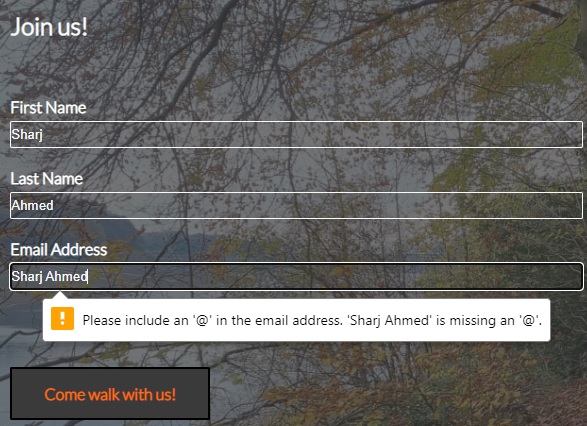 Join us!
First Name
Sharj
Last Name
Ahmed
Email Address
Sharj Ahmed
Please include an '@' in the email address. 'Sharj Ahmed' is missing an '@'.
Come walk with us!